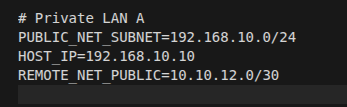 # Private LAN A
PUBLIC_NET_SUBNET=192.168.10.0/24
HOST_IP=192.168.10.10
REMOTE_NET_PUBLIC=10.10.12.0/30